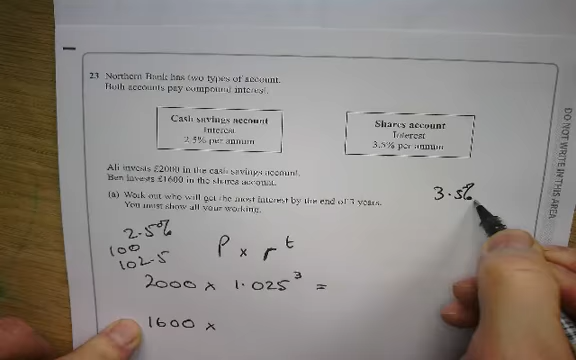 23 Northern Bank has two types of account.
Both accounts pay compound interest.
Cash savings account
Interest
2.5% per annum
Shares account
Interest
3.5% per annum
Ali invests £2000 in the cash savings account.
Ben invests £1600 in the shares account.
(a) Work out who will get the most interest by the end of 3 years.
You must show all your working.
3.5%
2.5%
100
102.5
P × r^t
2000 × 1.025^3 =
1600 ×
DO NOT WRITE IN THIS AREA